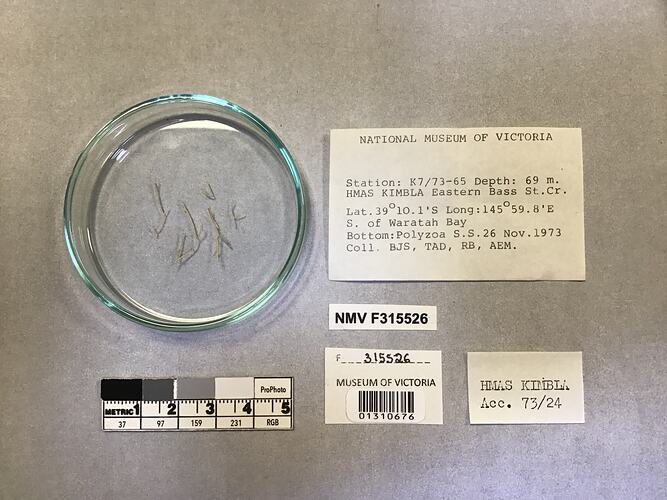 NATIONAL MUSEUM OF VICTORIA
Station: K7/73-65 Depth: 69 m.
HMAS KIMBLA Eastern Bass St.Cr.
Lat.39°10.1'S Long:145°59.8'E
S. of Waratah Bay
Bottom:Polyzoa S.S.26 Nov.1973
Coll. BJS, TAD, RB, AEM.
NMV F315526
F 315526
MUSEUM OF VICTORIA
01310676
HMAS KIMBLA
Acc. 73/24
ProPhoto
METRIC 1 2 3 4 5
37 97 159 231 RGB